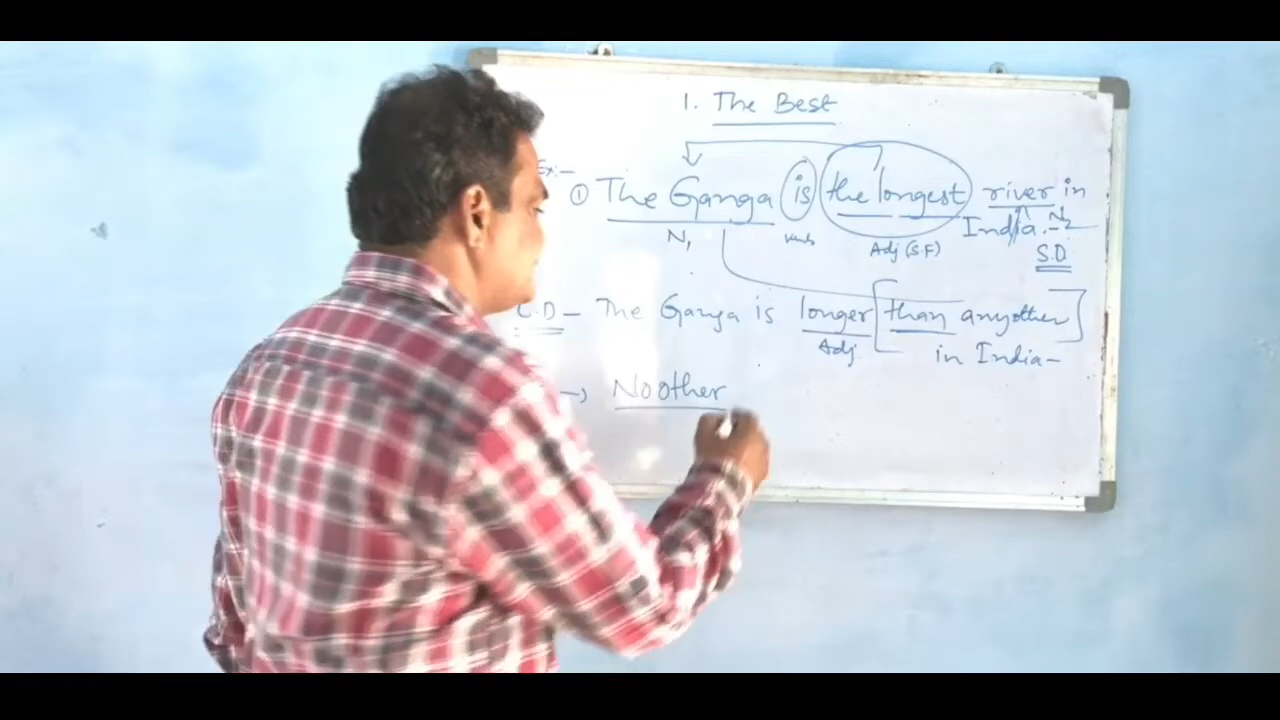 1. The Best
Ex:-
① The Ganga is the longest river in
India.
N₁ verb Adj (S.F) N₂
S.D
C.D - The Ganga is longer than anyother
Adj. in India-
→ No other